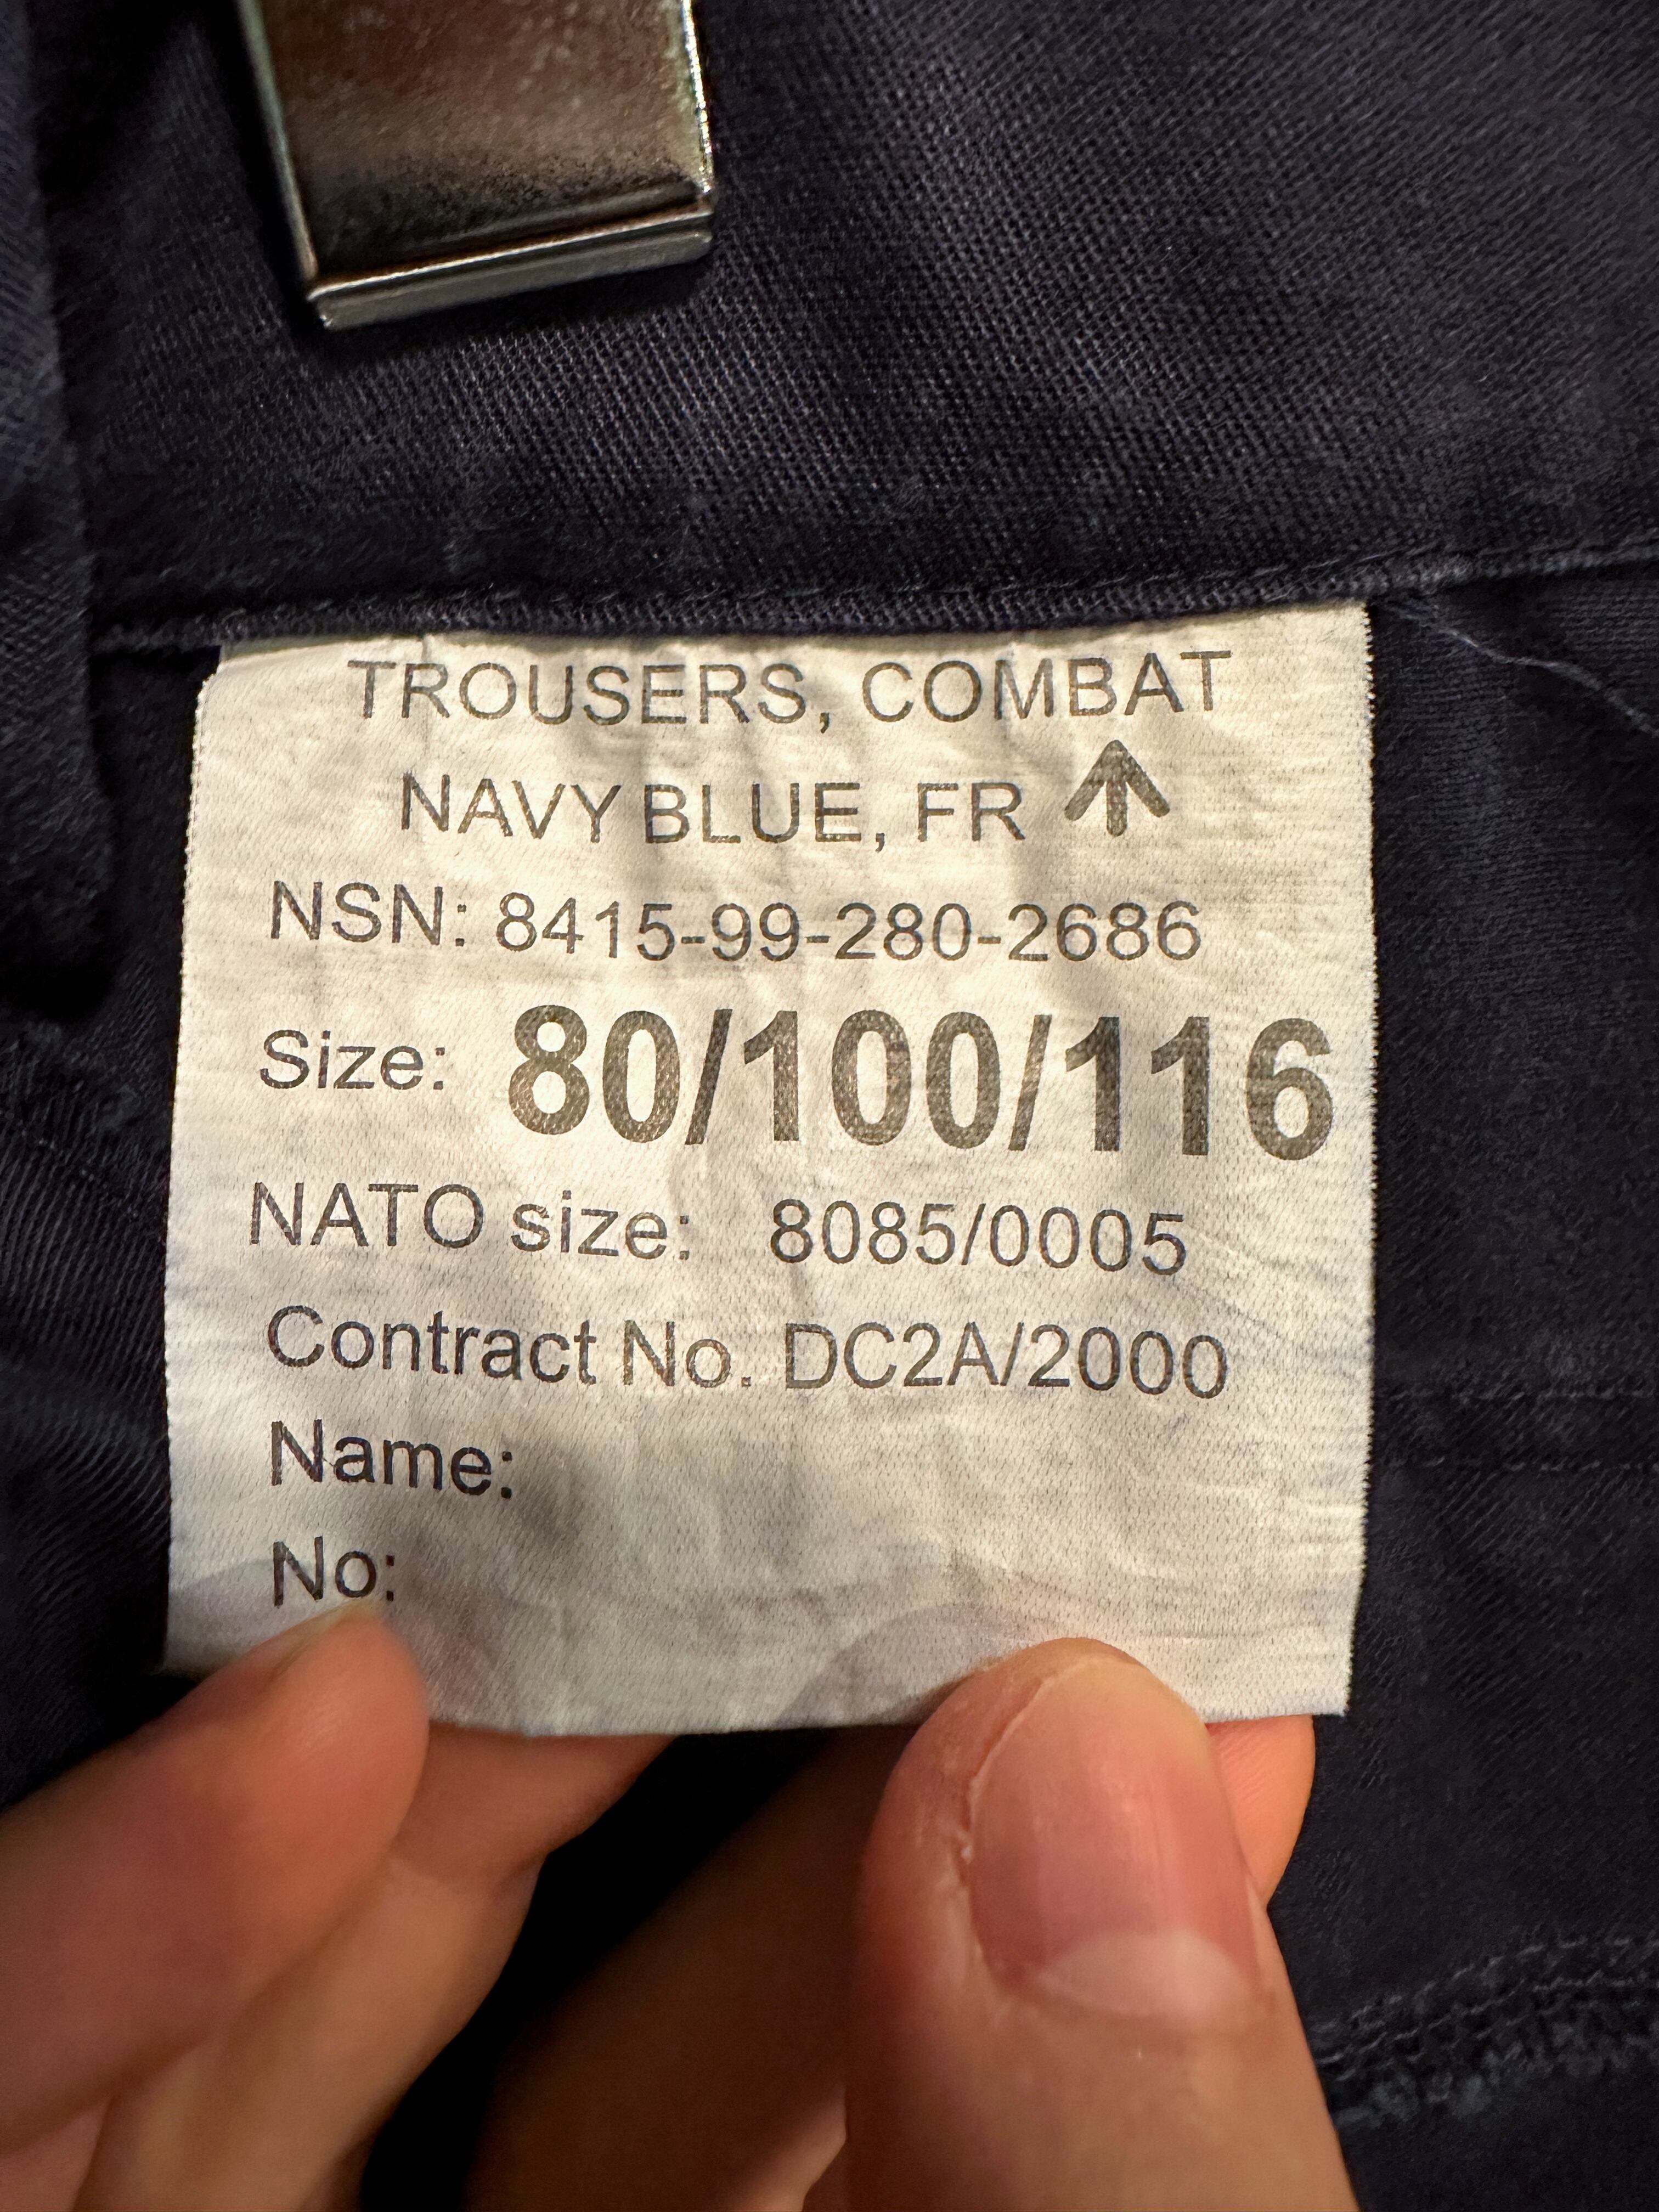 TROUSERS, COMBAT
NAVY BLUE, FR
NSN: 8415-99-280-2686
Size: 80/100/116
NATO size: 8085/0005
Contract No. DC2A/2000
Name:
No: